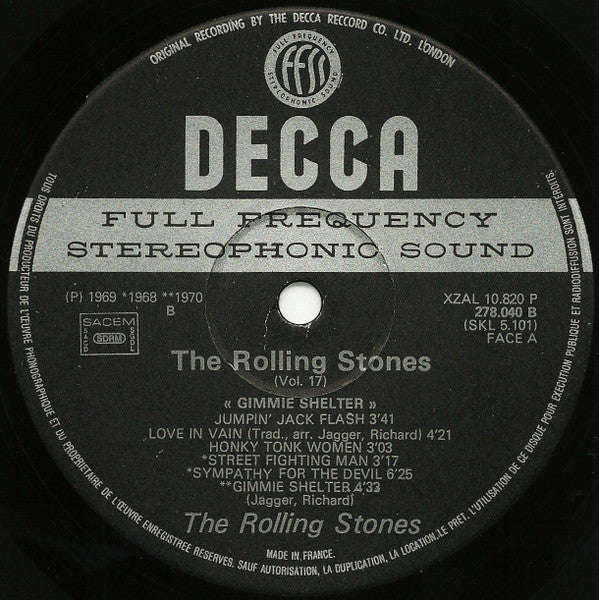 ORIGINAL RECORDING BY THE DECCA RECCORD CO. LTD. LONDON
FULL FREQUENCY
FFSS
STEREOPHONIC SOUND
DECCA
FULL FREQUENCY
STEREOPHONIC SOUND
(P) 1969 *1968 **1970
B
SACEM
SACD
SDRM
SGDL
XZAL 10.820 P
278.040 B
(SKL 5.101)
FACE A
The Rolling Stones
(Vol. 17)
« GIMMIE SHELTER »
JUMPIN' JACK FLASH 3'41
LOVE IN VAIN (Trad., arr. Jagger, Richard) 4'21
HONKY TONK WOMEN 3'03
*STREET FIGHTING MAN 3'17
*SYMPATHY FOR THE DEVIL 6'25
**GIMMIE SHELTER 4'33
(Jagger, Richard)
The Rolling Stones
MADE IN FRANCE.
TOUS DROITS DU PRODUCTEUR DE L'ŒUVRE PHONOGRAPHIQUE ET DU PROPRIETAIRE DE L'ŒUVRE ENREGISTREE RESERVES. SAUF AUTORISATION, LA DUPLICATION, LA LOCATION, LE PRET, L'UTILISATION DE CE DISQUE POUR EXECUTION PUBLIQUE ET RADIODIFFUSION SONT INTERDITS.